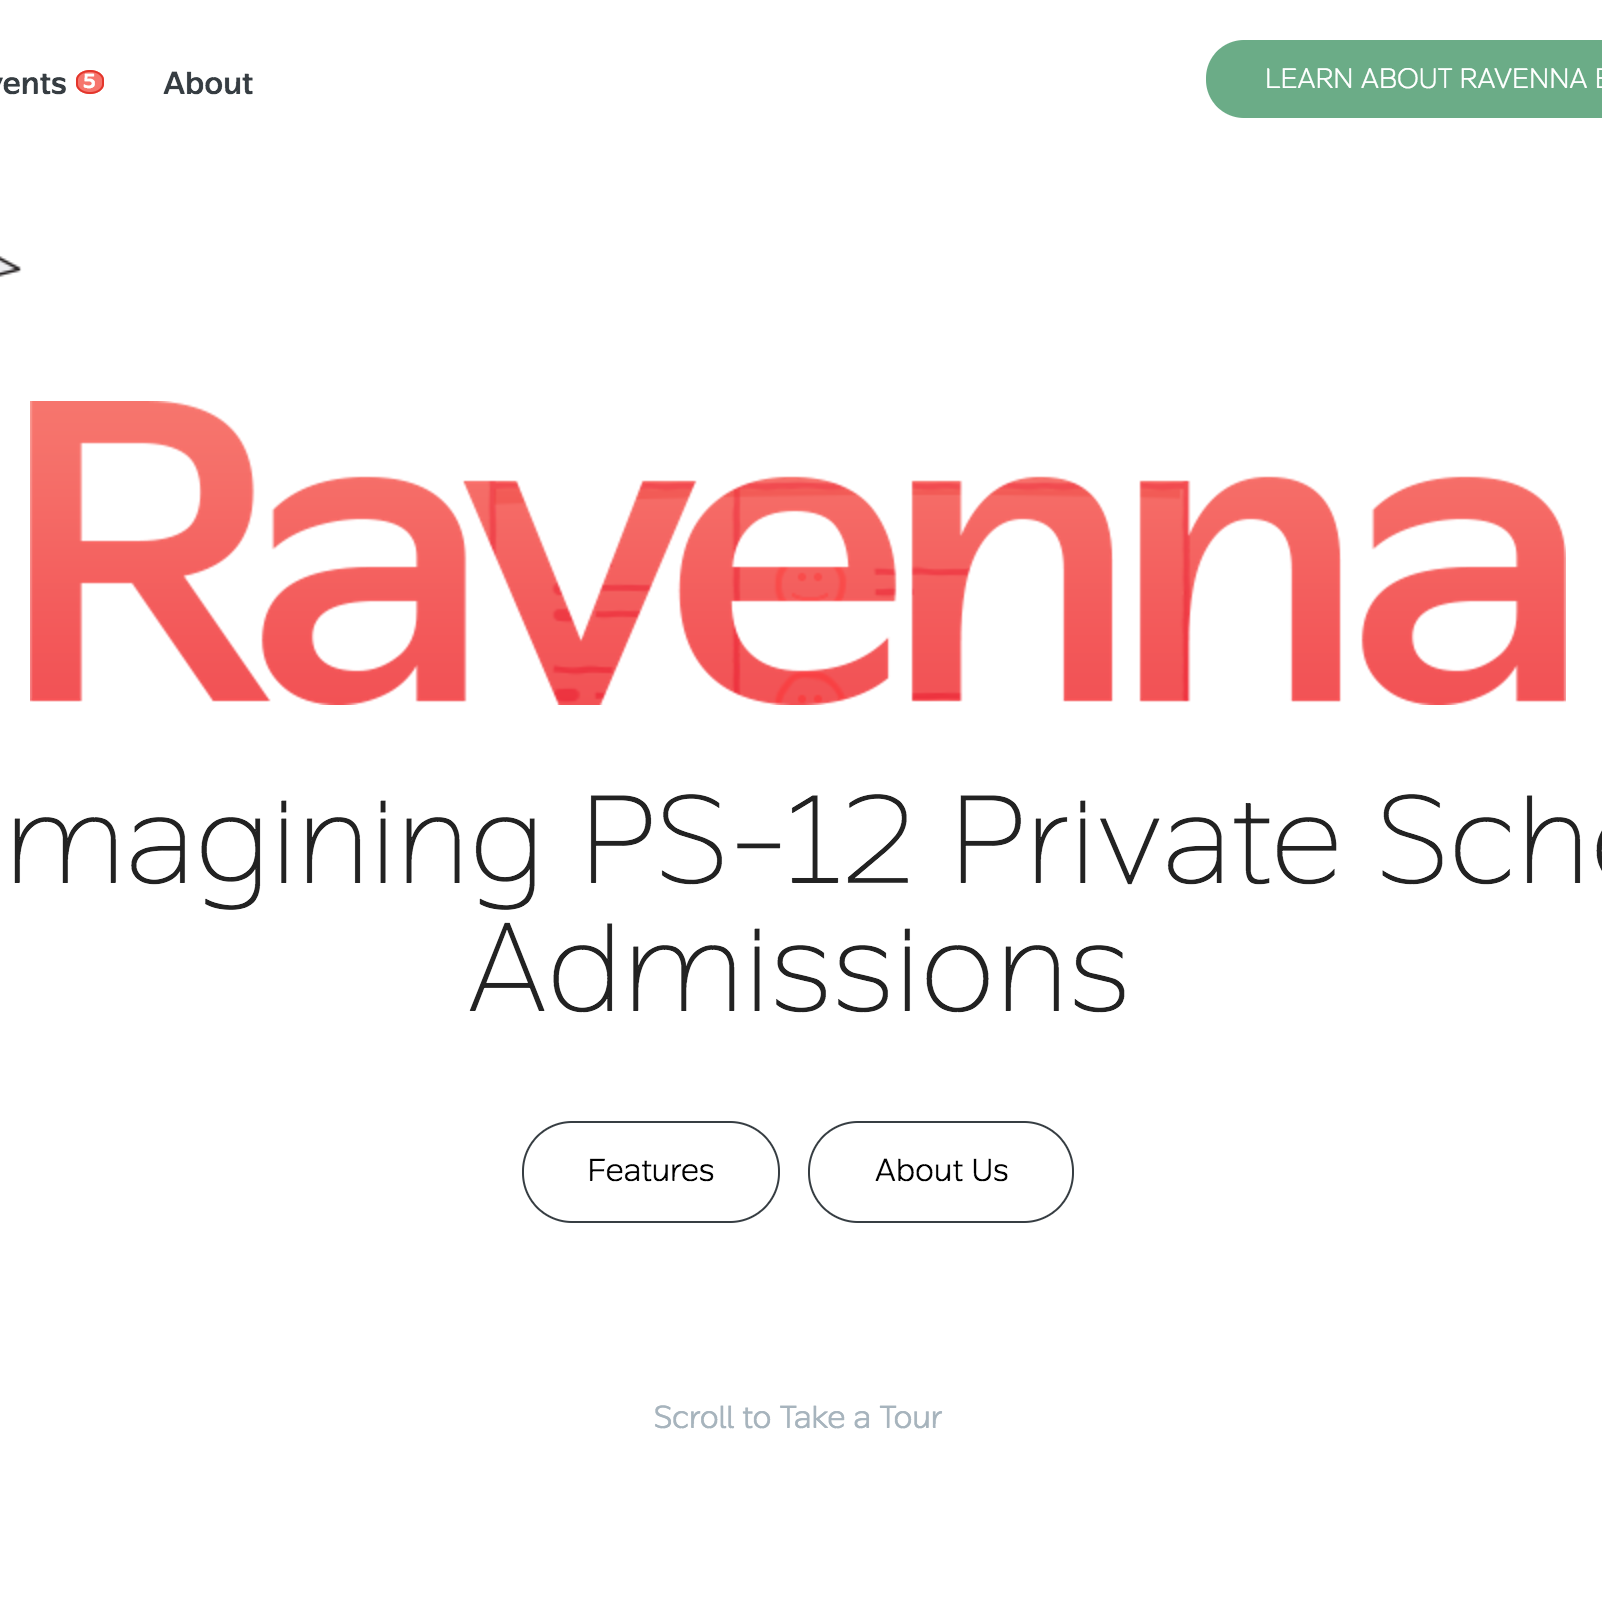 vents 5 About
LEARN ABOUT RAVENNA
Ravenna
magining PS-12 Private Sch
Admissions
Features
About Us
Scroll to Take a Tour